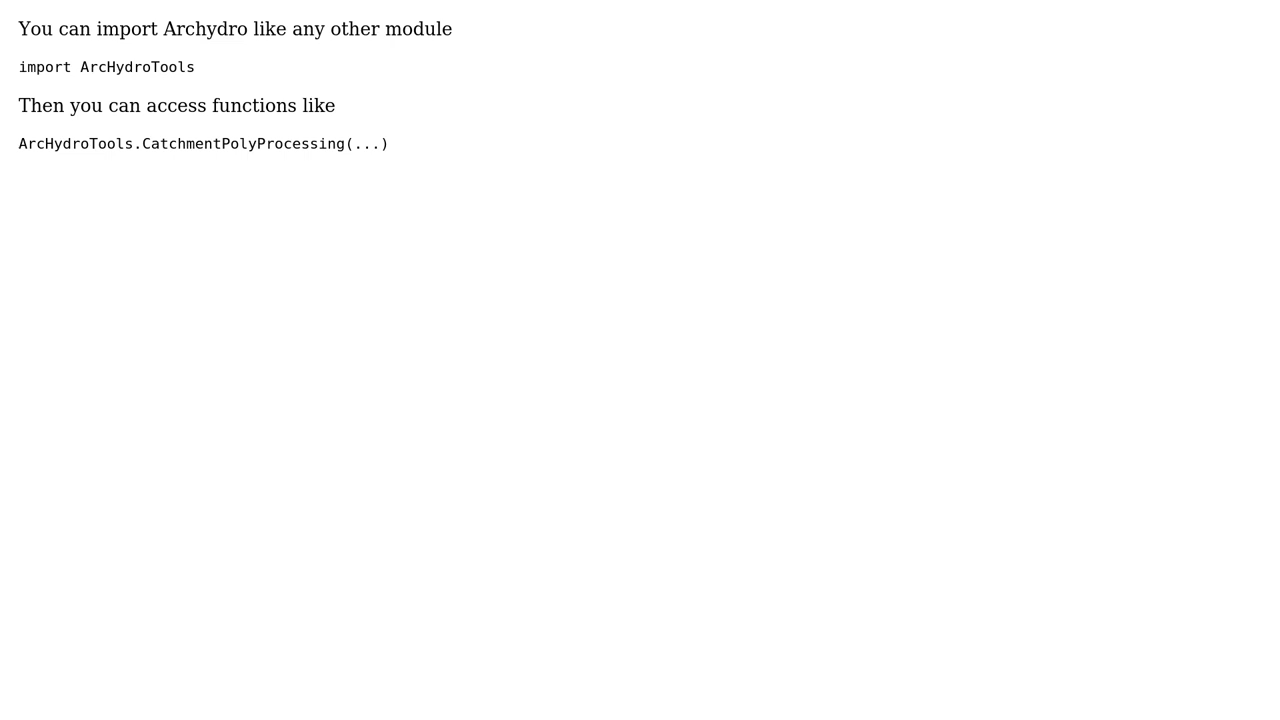 You can import Archydro like any other module
import ArcHydroTools
Then you can access functions like
ArcHydroTools.CatchmentPolyProcessing(...)